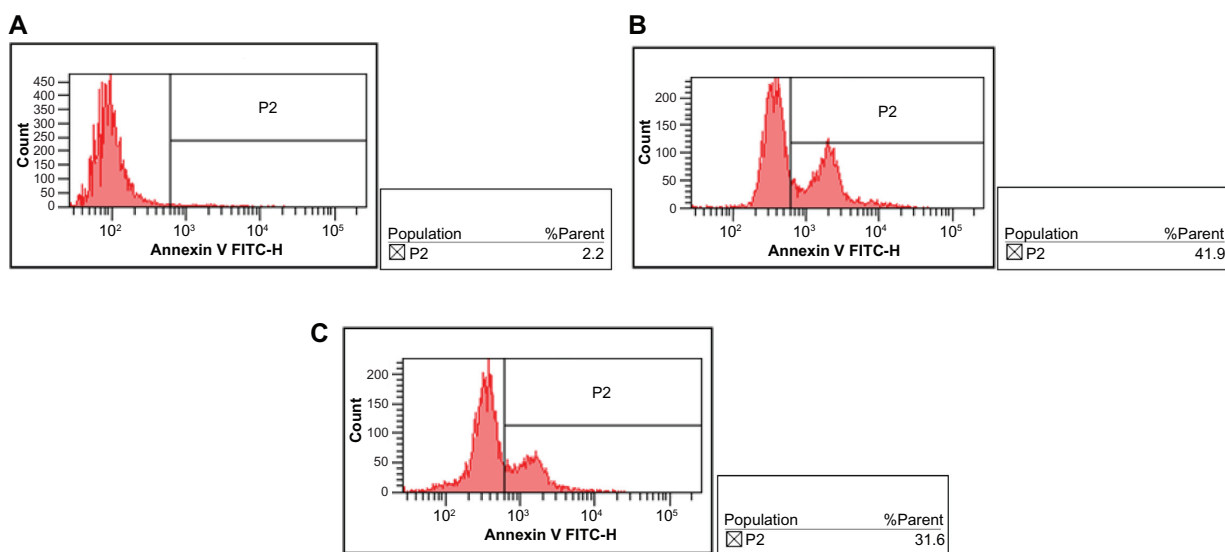 A
450
400
350
300
250
200
150
100
50
0
Count
P2
10² 10³ 10⁴ 10⁵
Annexin V FITC-H
Population %Parent
P2 2.2
B
200
150
100
50
0
Count
P2
10² 10³ 10⁴ 10⁵
Annexin V FITC-H
Population %Parent
P2 41.9
C
200
150
100
50
0
Count
P2
10² 10³ 10⁴ 10⁵
Annexin V FITC-H
Population %Parent
P2 31.6